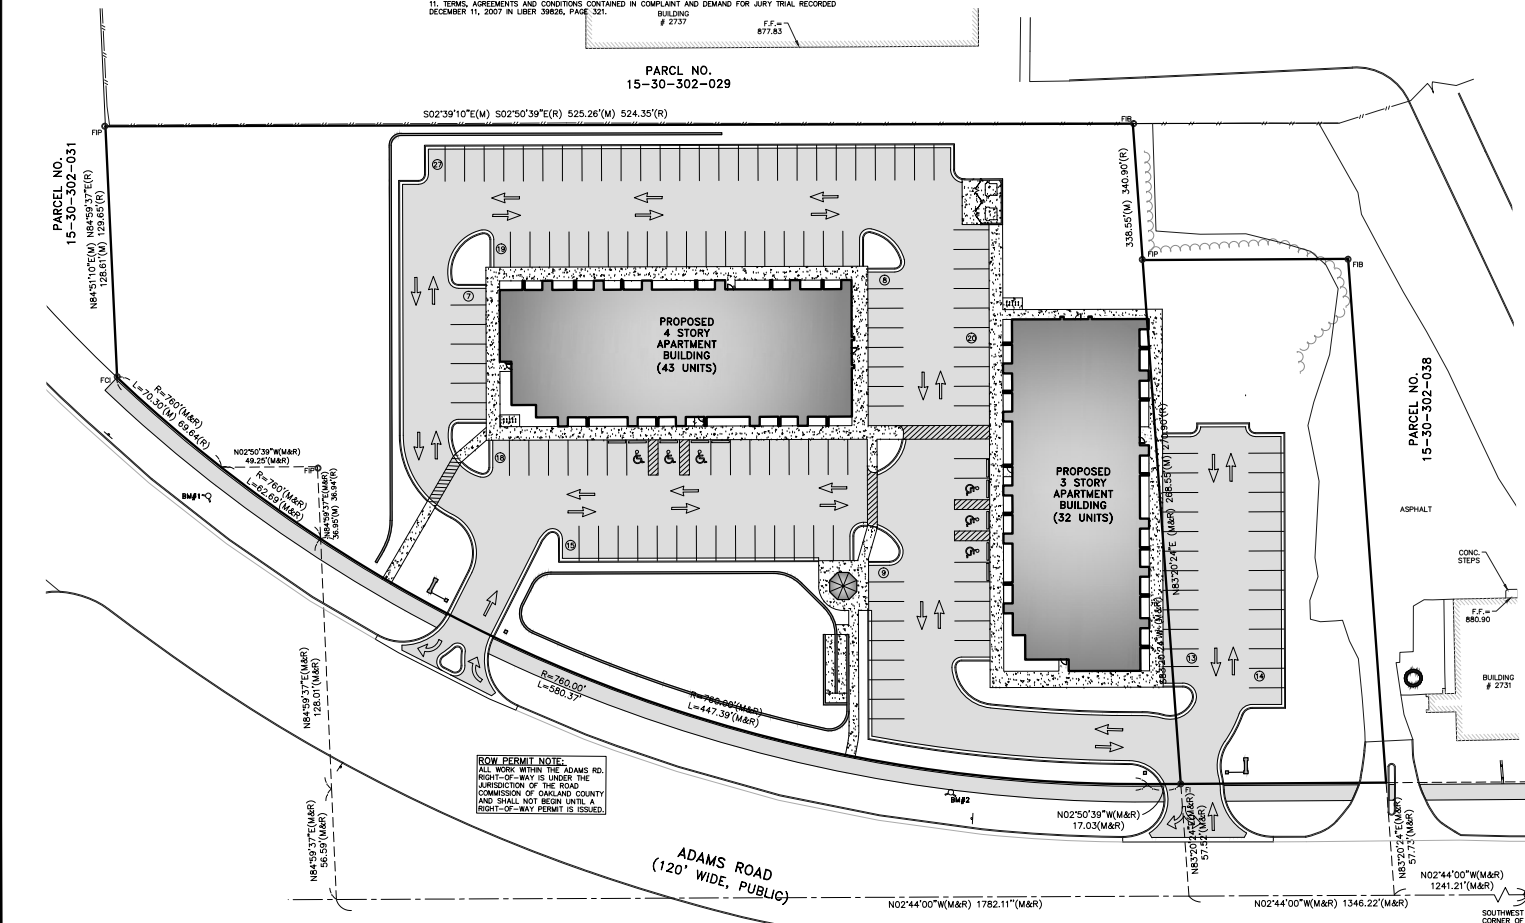 11. TERMS, AGREEMENTS AND CONDITIONS CONTAINED IN COMPLAINT AND DEMAND FOR JURY TRIAL RECORDED
DECEMBER 11, 2007 IN LIBER 39826, PAGE 321.
BUILDING
# 2737
F.F.=
877.83
PARCL NO.
15-30-302-029
S02°39'10"E(M) S02°50'39"E(R) 525.26'(M) 524.35'(R)
FIP
FIB
PARCEL NO.
15-30-302-031
N84°51'10"E(M) N84°59'37"E(R)
128.61'(M) 129.65'(R)
338.55'(M) 340.90'(R)
27
19
7
8
20
FIP
FIB
PROPOSED
4 STORY
APARTMENT
BUILDING
(43 UNITS)
FCI
R=760'(M&R)
L=70.30'(M) 69.64'(R)
N02°50'39"W(M&R)
49.25'(M&R)
FIP
R=760'(M&R)
L=62.69'(M&R)
N84°59'37"E(M&R)
36.95'(M) 36.94'(R)
BM#1
18
15
9
PROPOSED
3 STORY
APARTMENT
BUILDING
(32 UNITS)
N83°20'24"E (M&R) 268.55'(M) 270.90'(R)
PARCEL NO.
15-30-302-038
ASPHALT
CONC.
STEPS
F.F.=
880.90
BUILDING
# 2731
13
14
N84°59'37"E(M&R)
128.01'(M&R)
R=760.00'
L=580.37'
R=760.00'(M&R)
L=447.39'(M&R)
ROW PERMIT NOTE:
ALL WORK WITHIN THE ADAMS RD.
RIGHT-OF-WAY IS UNDER THE
JURISDICTION OF THE ROAD
COMMISSION OF OAKLAND COUNTY
AND SHALL NOT BEGIN UNTIL A
RIGHT-OF-WAY PERMIT IS ISSUED.
BM#2
N02°50'39"W(M&R)
17.03(M&R)
N83°20'24"E(M&R)
57.52'(M&R)
N83°20'24"E(M&R)
57.73'(M&R)
N84°59'37"E(M&R)
56.59'(M&R)
ADAMS ROAD
(120' WIDE, PUBLIC)
N02°44'00"W(M&R) 1782.11"(M&R)
N02°44'00"W(M&R) 1346.22'(M&R)
N02°44'00"W(M&R)
1241.21'(M&R)
SOUTHWEST
CORNER OF